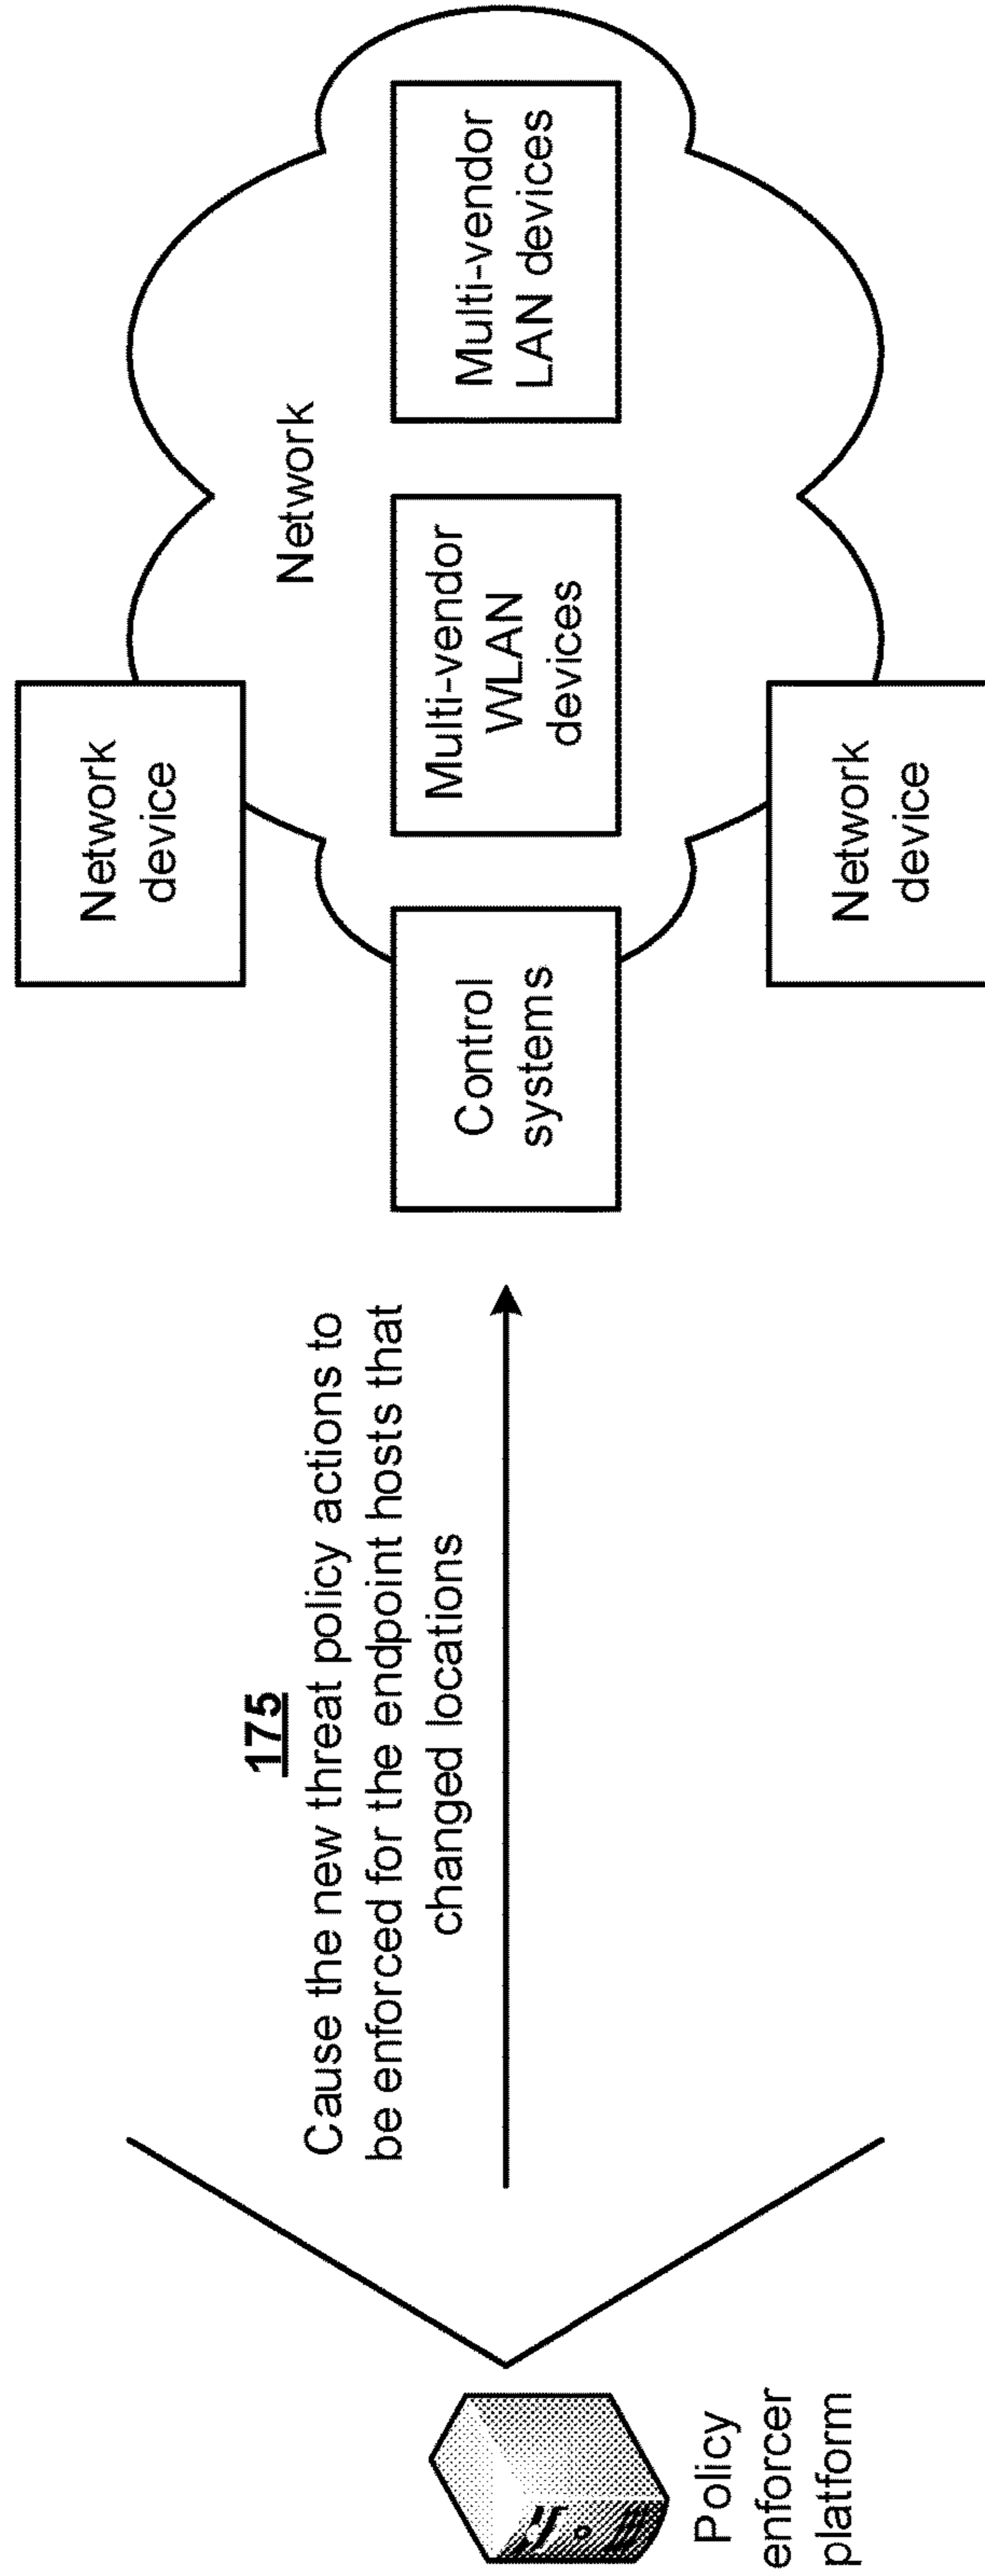 175
Cause the new threat policy actions to
be enforced for the endpoint hosts that
changed locations
Policy
enforcer
platform
Network
device
Network
Control
systems
Multi-vendor
WLAN
devices
Multi-vendor
LAN devices
Network
device